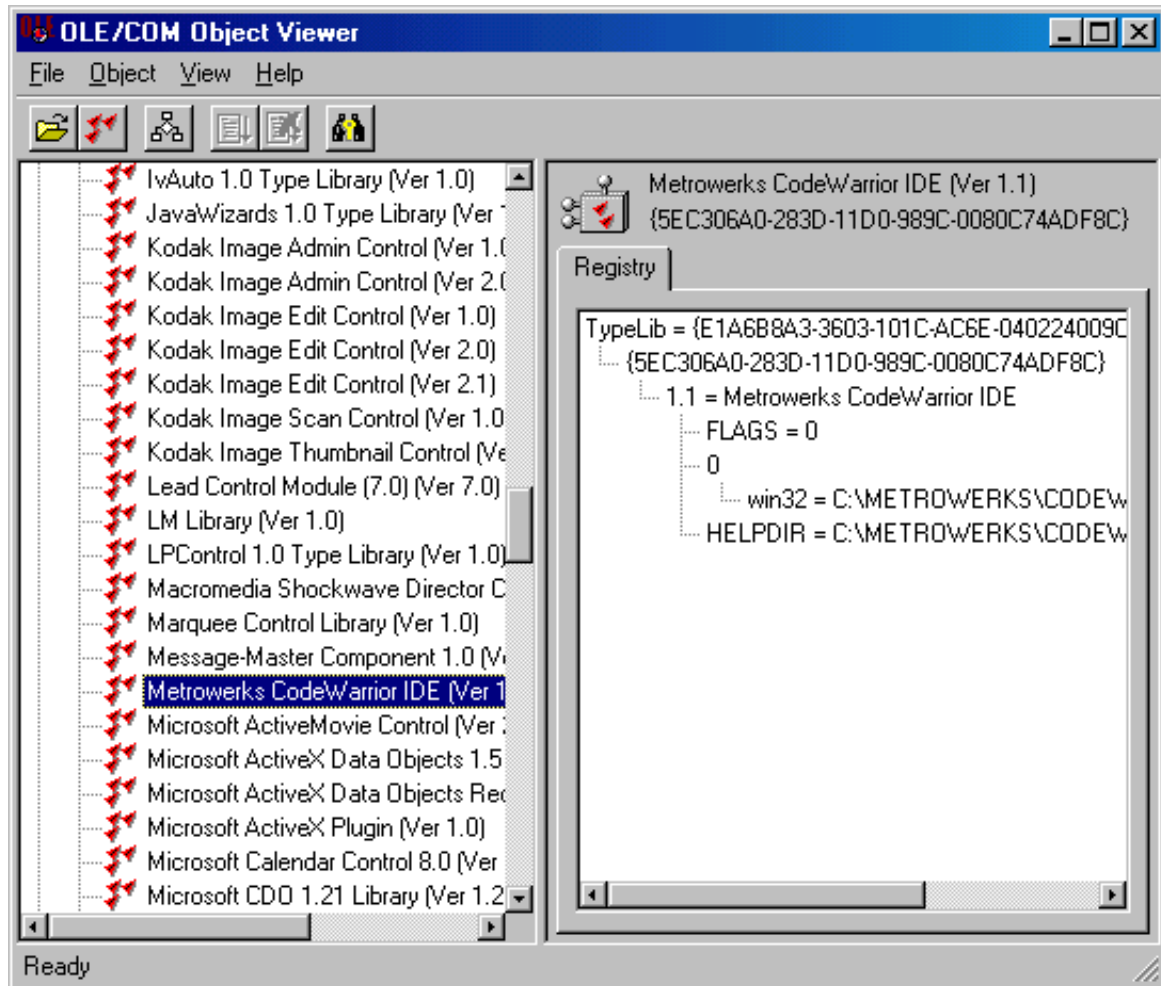 OLE/COM Object Viewer
File Object View Help
IvAuto 1.0 Type Library (Ver 1.0)
JavaWizards 1.0 Type Library (Ver
Kodak Image Admin Control (Ver 1.0
Kodak Image Admin Control (Ver 2.0
Kodak Image Edit Control (Ver 1.0)
Kodak Image Edit Control (Ver 2.0)
Kodak Image Edit Control (Ver 2.1)
Kodak Image Scan Control (Ver 1.0
Kodak Image Thumbnail Control (Ve
Lead Control Module (7.0) (Ver 7.0)
LM Library (Ver 1.0)
LPControl 1.0 Type Library (Ver 1.0)
Macromedia Shockwave Director C
Marquee Control Library (Ver 1.0)
Message-Master Component 1.0 (Ve
Metrowerks CodeWarrior IDE (Ver 1
Microsoft ActiveMovie Control (Ver
Microsoft ActiveX Data Objects 1.5
Microsoft ActiveX Data Objects Rec
Microsoft ActiveX Plugin (Ver 1.0)
Microsoft Calendar Control 8.0 (Ver
Microsoft CDO 1.21 Library (Ver 1.2
Metrowerks CodeWarrior IDE (Ver 1.1)
{5EC306A0-283D-11D0-989C-0080C74ADF8C}
Registry
TypeLib = {E1A6B8A3-3603-101C-AC6E-040224009C
{5EC306A0-283D-11D0-989C-0080C74ADF8C}
1.1 = Metrowerks CodeWarrior IDE
FLAGS = 0
0
win32 = C:\METROWERKS\CODEW
HELPDIR = C:\METROWERKS\CODEW
Ready